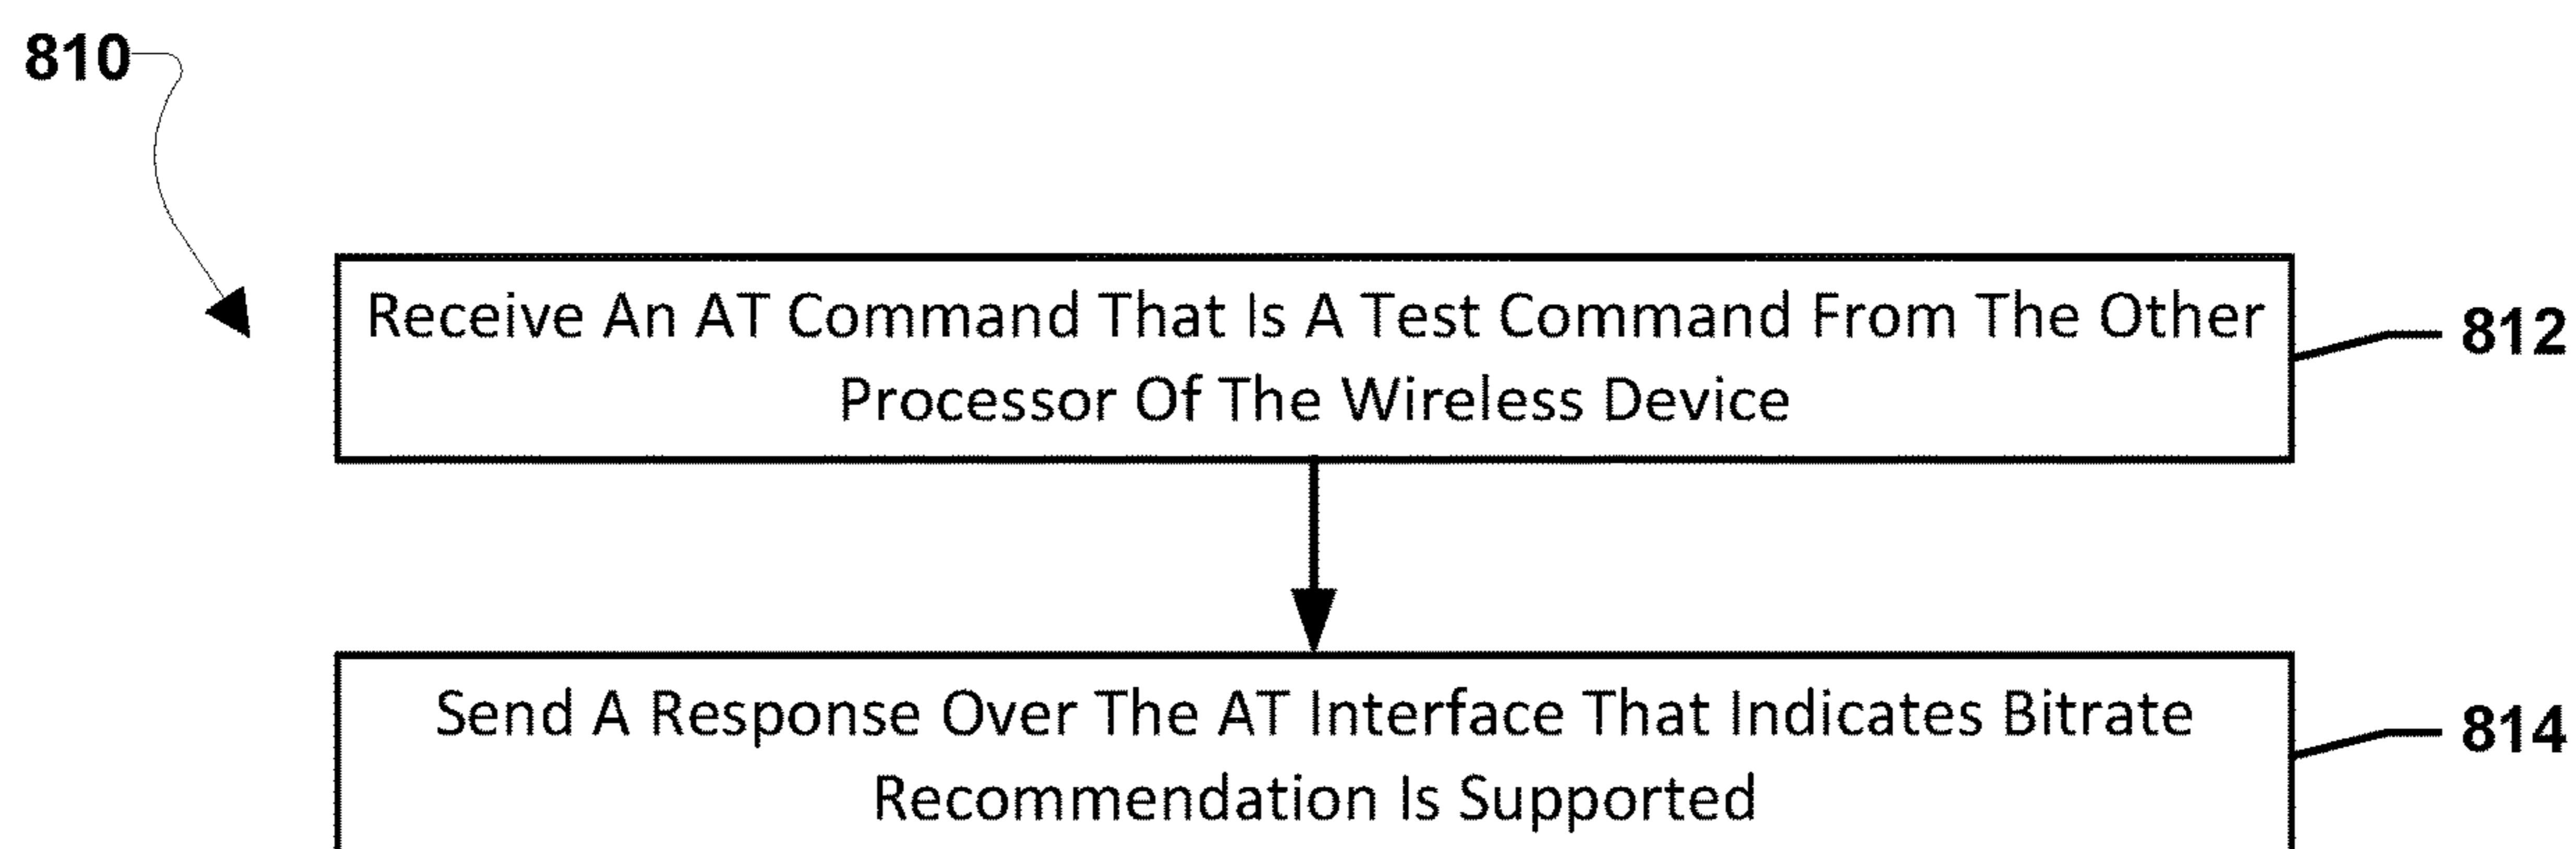 810
Receive An AT Command That Is A Test Command From The Other
Processor Of The Wireless Device
812
Send A Response Over The AT Interface That Indicates Bitrate
Recommendation Is Supported
814